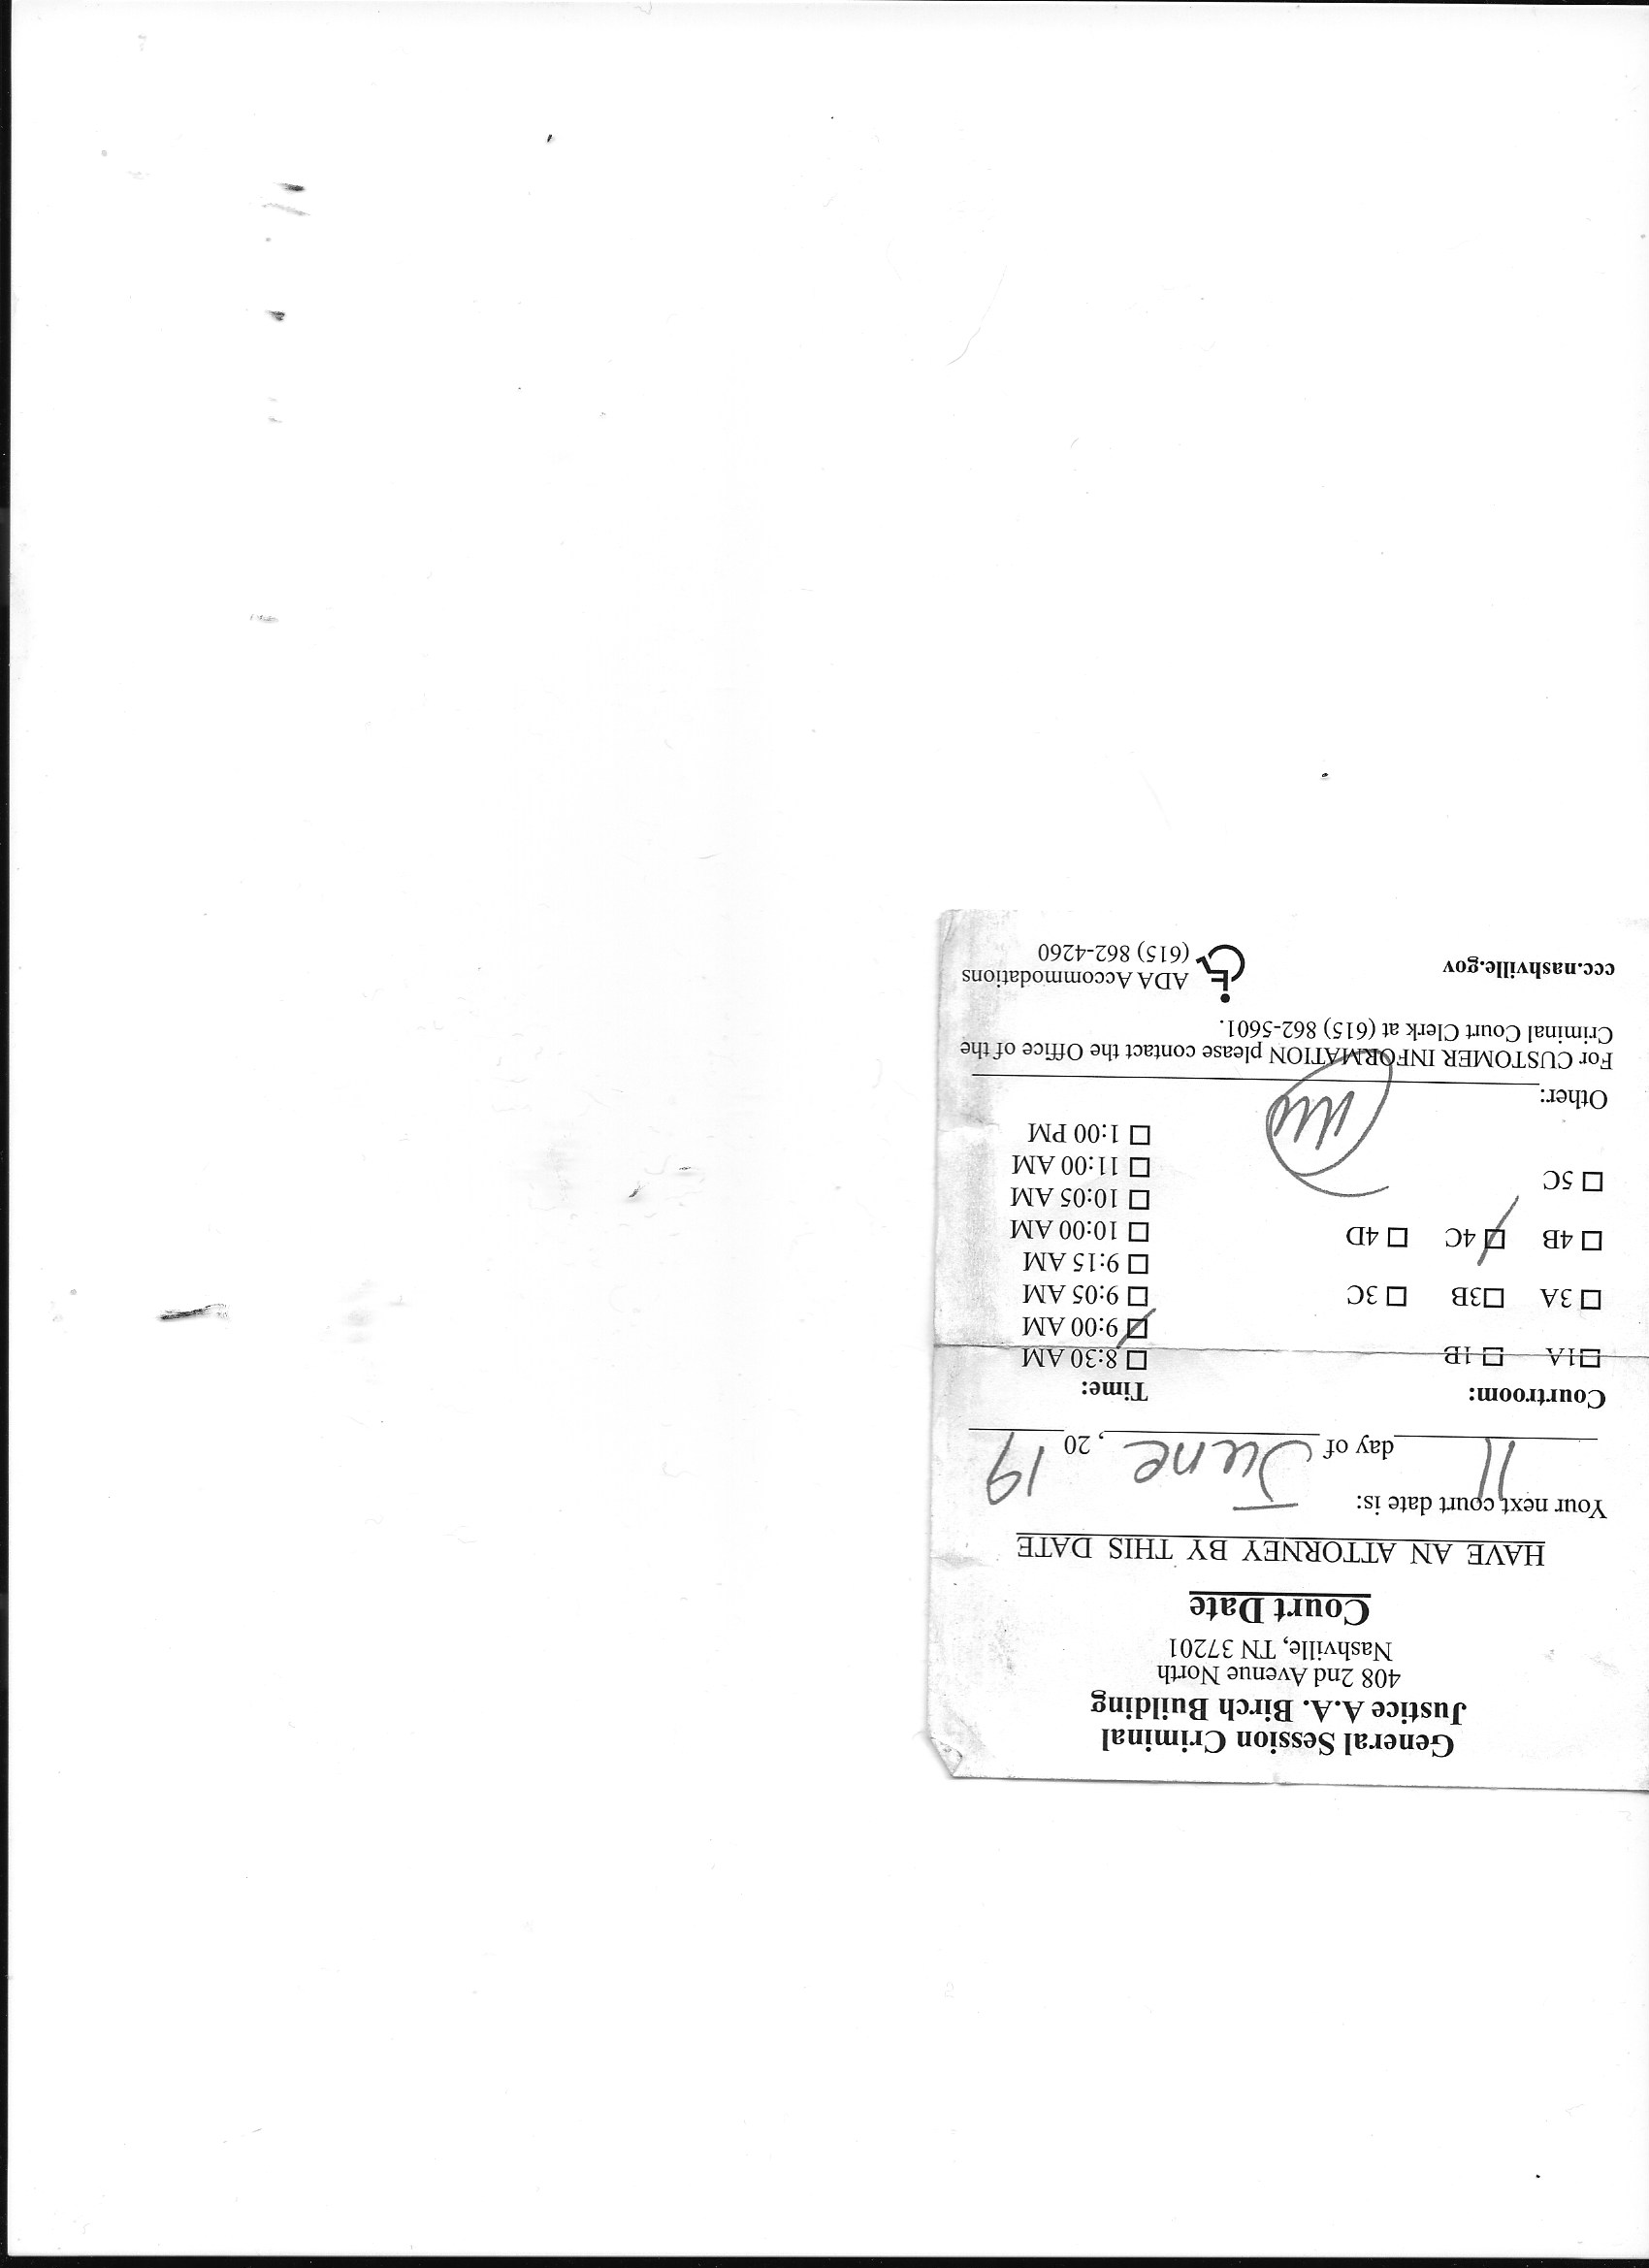 General Session Criminal
Justice A.A. Birch Building
408 2nd Avenue North
Nashville, TN 37201
Court Date
HAVE AN ATTORNEY BY THIS DATE
Your next court date is:
11 day of June, 20 19
Courtroom: Time:
☐1A ☐ 1B ☐ 8:30 AM
☑ 9:00 AM
☐ 3A ☐3B ☐ 3C ☐ 9:05 AM
☐ 9:15 AM
☐ 4B ☑ 4C ☐ 4D ☐ 10:00 AM
☐ 10:05 AM
☐ 5C ☐ 11:00 AM
☐ 1:00 PM
Other:
For CUSTOMER INFORMATION please contact the Office of the
Criminal Court Clerk at (615) 862-5601.
ccc.nashville.gov ADA Accommodations
(615) 862-4260